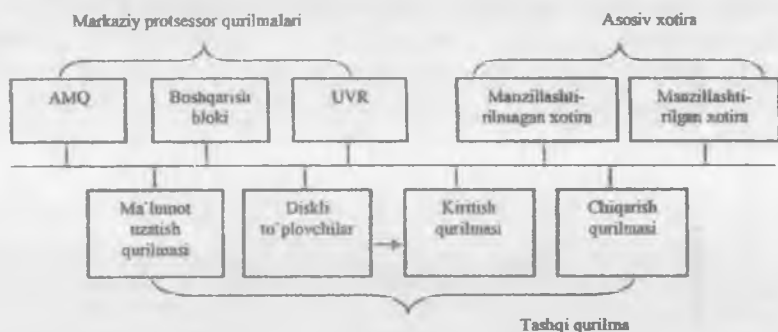 Markaziy protsessor qurilmalari
Asosiv xotira
AMQ
Boshqarish
bloki
UVR
Manzillashti-
rilmagan xotira
Manzillashti-
rilgan xotira
Ma`lumot
uzatish
qurilmasi
Diskli
to`plovchilar
Kiritish
qurilmasi
Chiqarish
qurilmasi
Tashqi qurilma